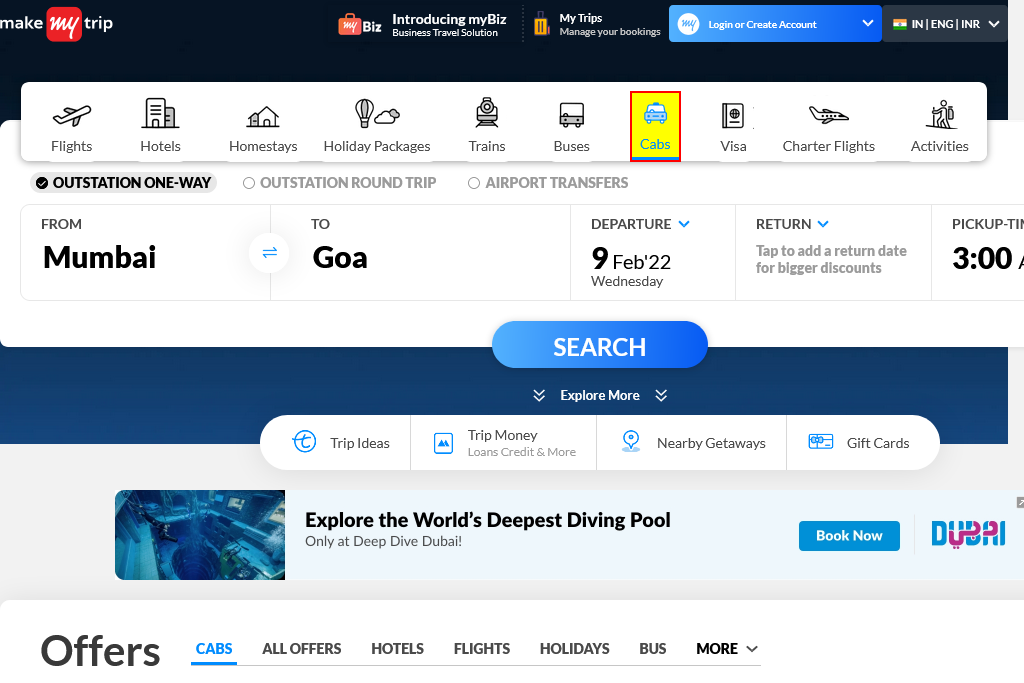 make my trip
my Biz
Introducing myBiz
Business Travel Solution
My Trips
Manage your bookings
my
Login or Create Account
IN | ENG | INR
Flights
Hotels
Homestays
Holiday Packages
Trains
Buses
Cabs
Visa
Charter Flights
Activities
OUTSTATION ONE-WAY
OUTSTATION ROUND TRIP
AIRPORT TRANSFERS
FROM
Mumbai
TO
Goa
DEPARTURE
9 Feb'22
Wednesday
RETURN
Tap to add a return date
for bigger discounts
PICKUP-TIM
3:00 A
SEARCH
Explore More
Trip Ideas
Trip Money
Loans Credit & More
Nearby Getaways
Gift Cards
Explore the World's Deepest Diving Pool
Only at Deep Dive Dubai!
Book Now
DUBAI
Offers
CABS
ALL OFFERS
HOTELS
FLIGHTS
HOLIDAYS
BUS
MORE